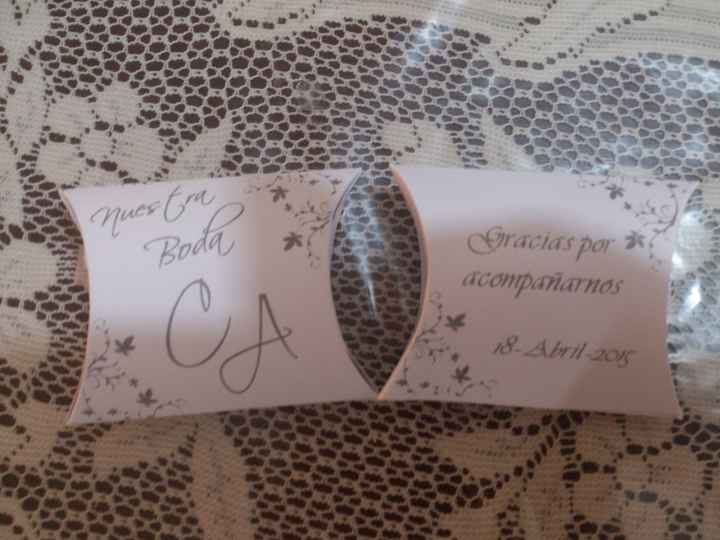 Nuestra
Boda
CA
Gracias por
acompañarnos
18-Abril-2015